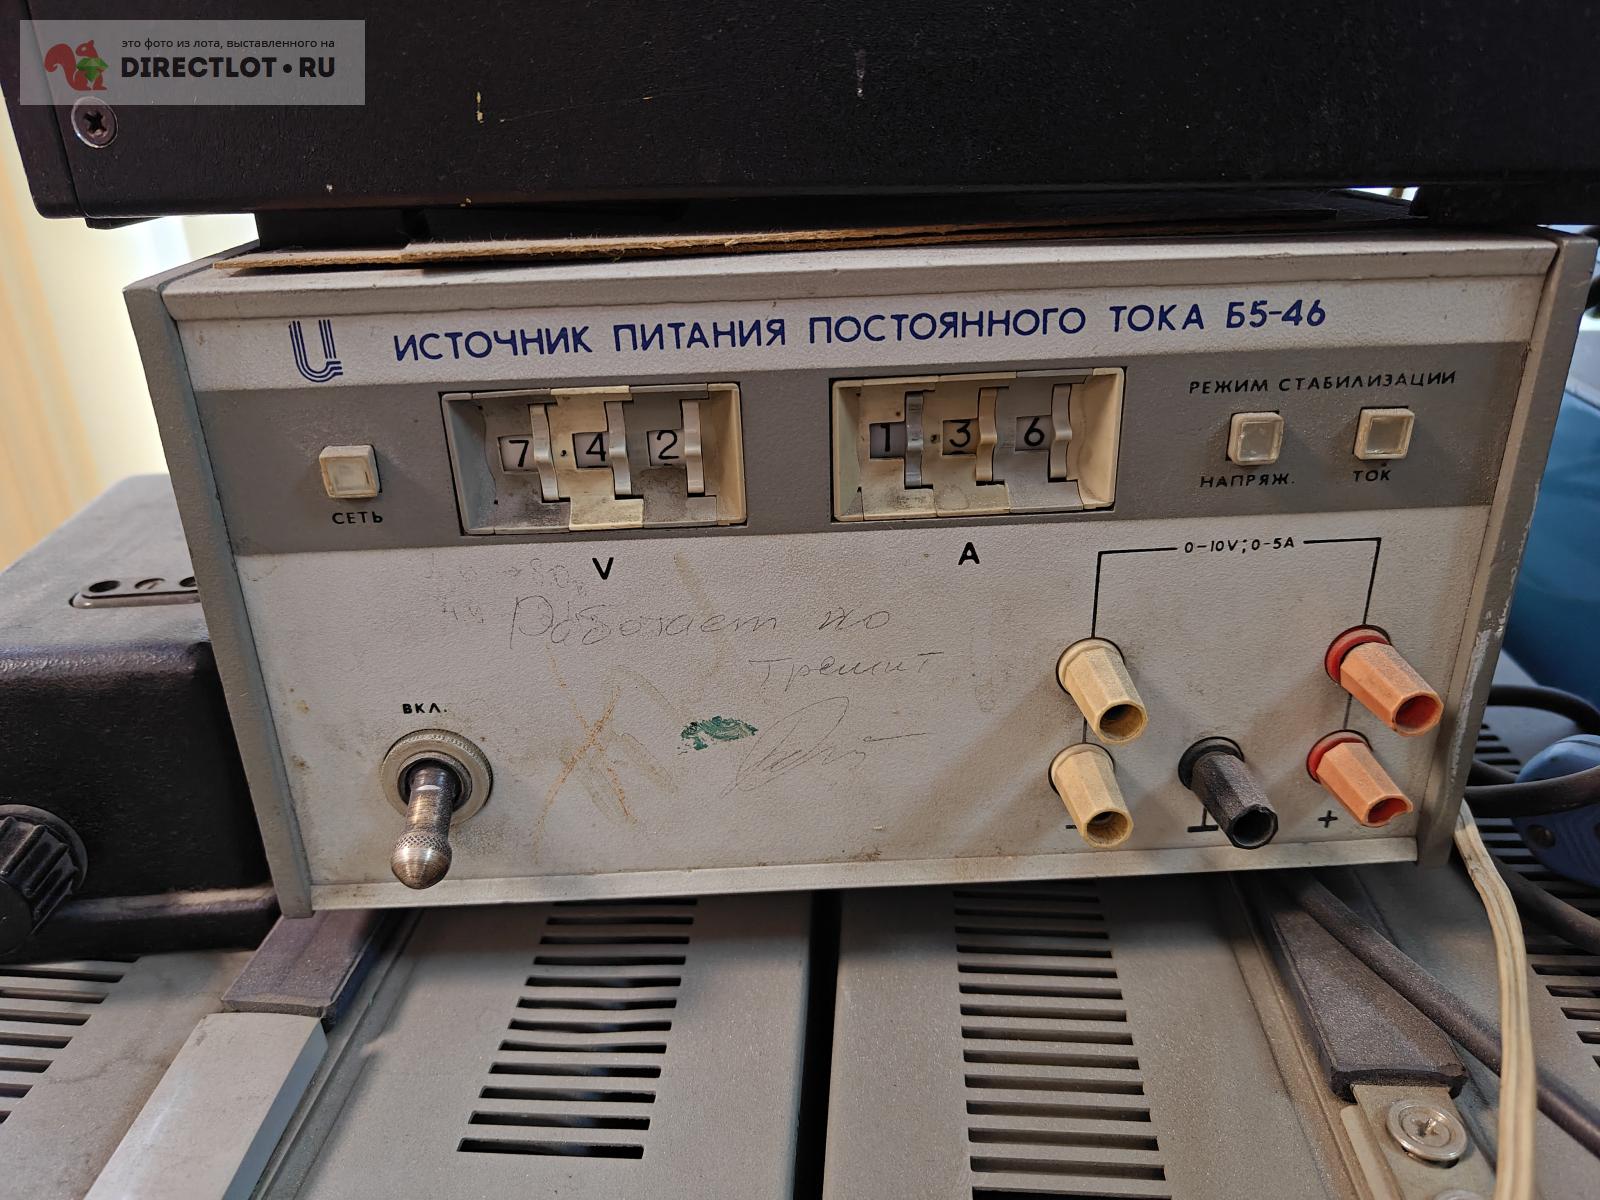 это фото из лота, выставленного на
DIRECTLOT•RU
ИСТОЧНИК ПИТАНИЯ ПОСТОЯННОГО ТОКА Б5-46
РЕЖИМ СТАБИЛИЗАЦИИ
7.42
1.36
СЕТЬ
НАПРЯЖ.
ТОК
V
A
0-10V; 0-5A
Работает но
трещит
ВКЛ.
-
⊥
+